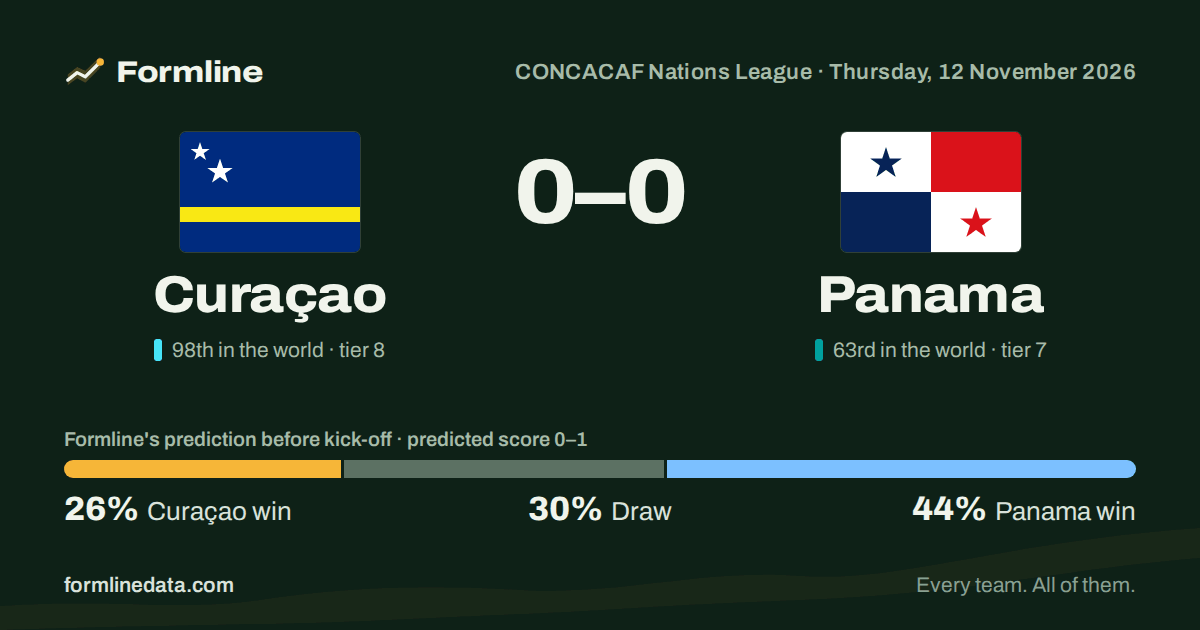 Formline
CONCACAF Nations League · Thursday, 12 November 2026
0–0
Curaçao
Panama
98th in the world · tier 8
63rd in the world · tier 7
Formline's prediction before kick-off · predicted score 0–1
26% Curaçao win
30% Draw
44% Panama win
formlinedata.com
Every team. All of them.